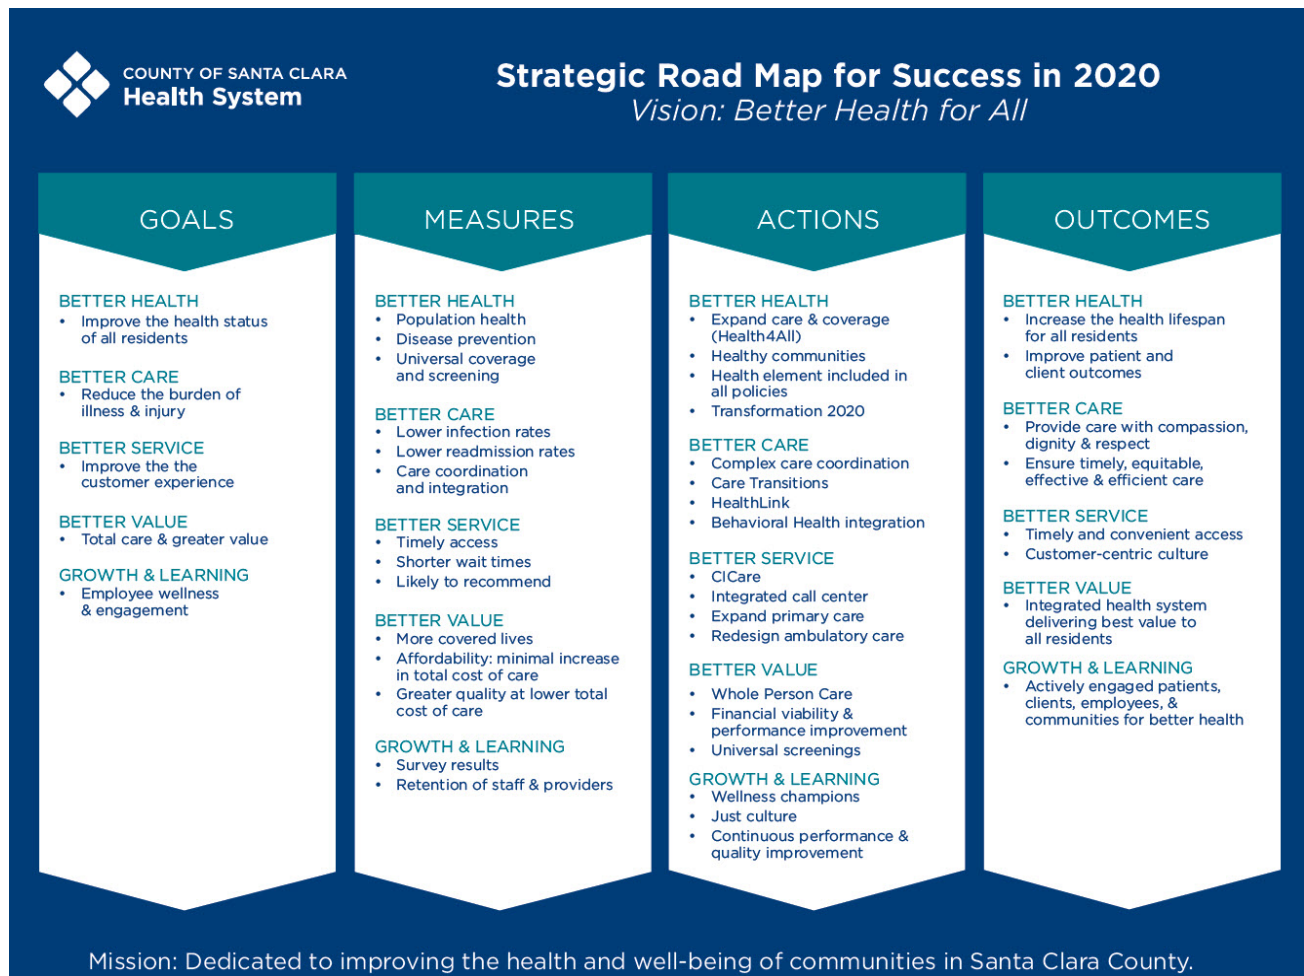 COUNTY OF SANTA CLARA
Health System
Strategic Road Map for Success in 2020
Vision: Better Health for All
GOALS
BETTER HEALTH
• Improve the health status
of all residents
BETTER CARE
• Reduce the burden of
illness & injury
BETTER SERVICE
• Improve the the
customer experience
BETTER VALUE
• Total care & greater value
GROWTH & LEARNING
• Employee wellness
& engagement
MEASURES
BETTER HEALTH
• Population health
• Disease prevention
• Universal coverage
and screening
BETTER CARE
• Lower infection rates
• Lower readmission rates
• Care coordination
and integration
BETTER SERVICE
• Timely access
• Shorter wait times
• Likely to recommend
BETTER VALUE
• More covered lives
• Affordability: minimal increase
in total cost of care
• Greater quality at lower total
cost of care
GROWTH & LEARNING
• Survey results
• Retention of staff & providers
ACTIONS
BETTER HEALTH
• Expand care & coverage
(Health4All)
• Healthy communities
• Health element included in
all policies
• Transformation 2020
BETTER CARE
• Complex care coordination
• Care Transitions
• HealthLink
• Behavioral Health integration
BETTER SERVICE
• CICare
• Integrated call center
• Expand primary care
• Redesign ambulatory care
BETTER VALUE
• Whole Person Care
• Financial viability &
performance improvement
• Universal screenings
GROWTH & LEARNING
• Wellness champions
• Just culture
• Continuous performance &
quality improvement
OUTCOMES
BETTER HEALTH
• Increase the health lifespan
for all residents
• Improve patient and
client outcomes
BETTER CARE
• Provide care with compassion,
dignity & respect
• Ensure timely, equitable,
effective & efficient care
BETTER SERVICE
• Timely and convenient access
• Customer-centric culture
BETTER VALUE
• Integrated health system
delivering best value to
all residents
GROWTH & LEARNING
• Actively engaged patients,
clients, employees, &
communities for better health
Mission: Dedicated to improving the health and well-being of communities in Santa Clara County.